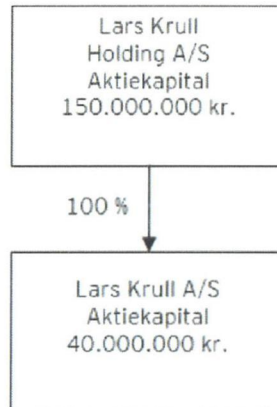 Lars Krull
Holding A/S
Aktiekapital
150.000.000 kr.
100 %
Lars Krull A/S
Aktiekapital
40.000.000 kr.